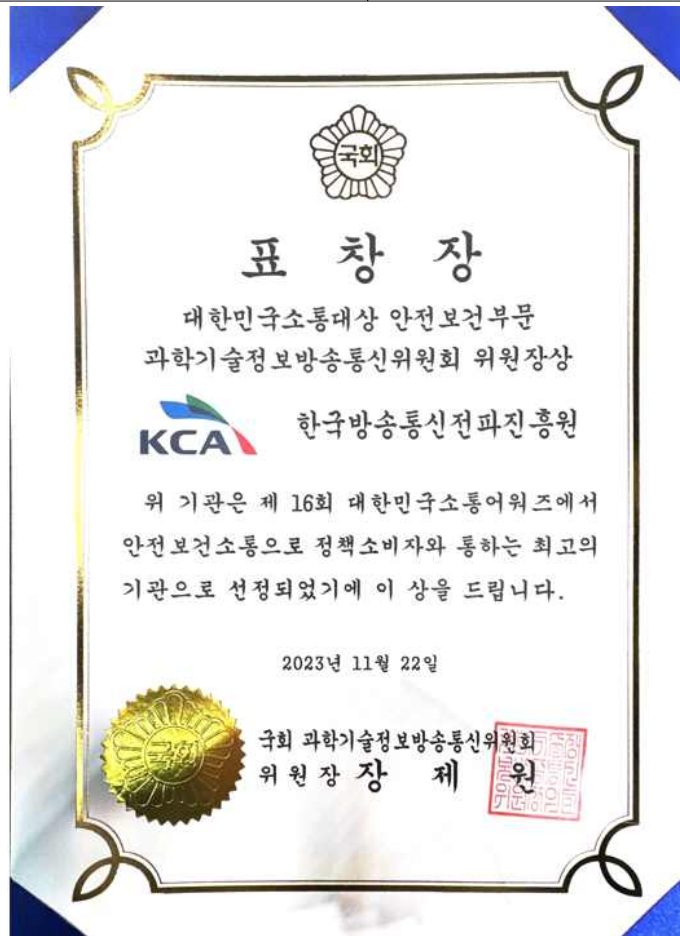 국회
표 창 장
대한민국소통대상 안전보건부문
과학기술정보방송통신위원회 위원장상
KCA 한국방송통신전파진흥원
위 기관은 제 16회 대한민국소통어워즈에서
안전보건소통으로 정책소비자와 통하는 최고의
기관으로 선정되었기에 이 상을 드립니다.
2023년 11월 22일
국회
국회 과학기술정보방송통신위원회
위 원 장 장 제 원